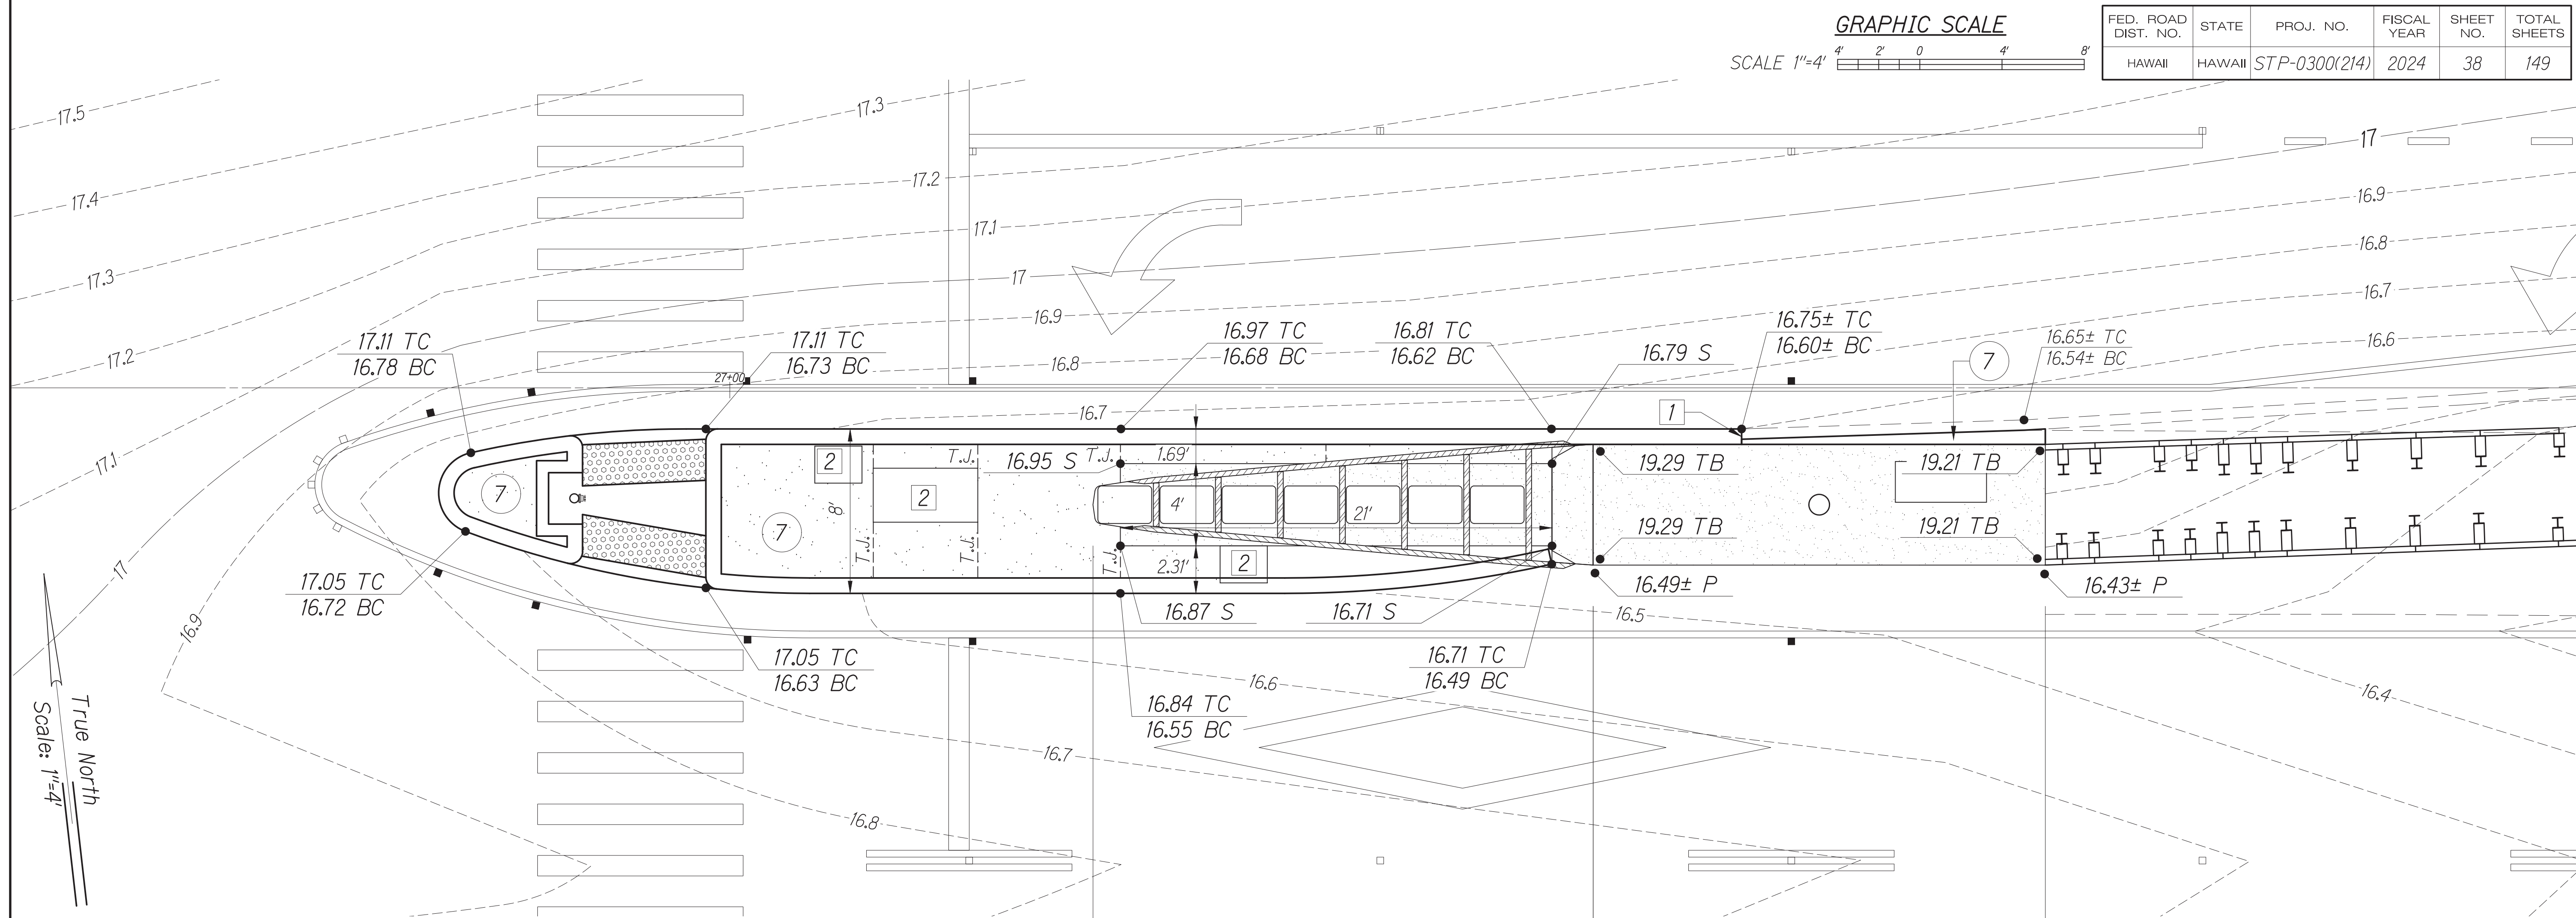 GRAPHIC SCALE
SCALE 1"=4'
4' 2' 0 4' 8'
FED. ROAD DIST. NO. STATE PROJ. NO. FISCAL YEAR SHEET NO. TOTAL SHEETS
HAWAII HAWAII STP-0300(214) 2024 38 149
17.5
17.4
17.3
17.2
17.1
17
16.9
17.3
17.2
17.1
17
16.9
16.8
16.7
17
16.9
16.8
16.7
16.6
17.11 TC
16.78 BC
27+00
17.11 TC
16.73 BC
16.97 TC
16.68 BC
16.81 TC
16.62 BC
16.79 S
16.75± TC
16.60± BC
7
16.65± TC
16.54± BC
1
2
T.J.
16.95 S
T.J.
1.69'
19.29 TB
19.21 TB
7
7
8'
2
4'
21'
19.29 TB
19.21 TB
T.J.
T.J.
T.J.
2.31'
2
17.05 TC
16.72 BC
16.87 S
16.71 S
16.49± P
16.43± P
16.5
17.05 TC
16.63 BC
16.84 TC
16.55 BC
16.71 TC
16.49 BC
16.6
16.7
16.8
16.4
True North
Scale: 1"=4'